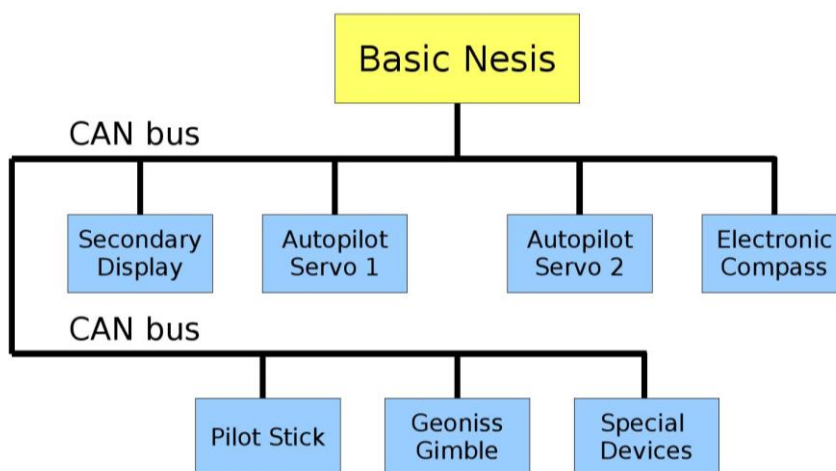 Basic Nesis
CAN bus
Secondary
Display
Autopilot
Servo 1
Autopilot
Servo 2
Electronic
Compass
CAN bus
Pilot Stick
Geoniss
Gimble
Special
Devices